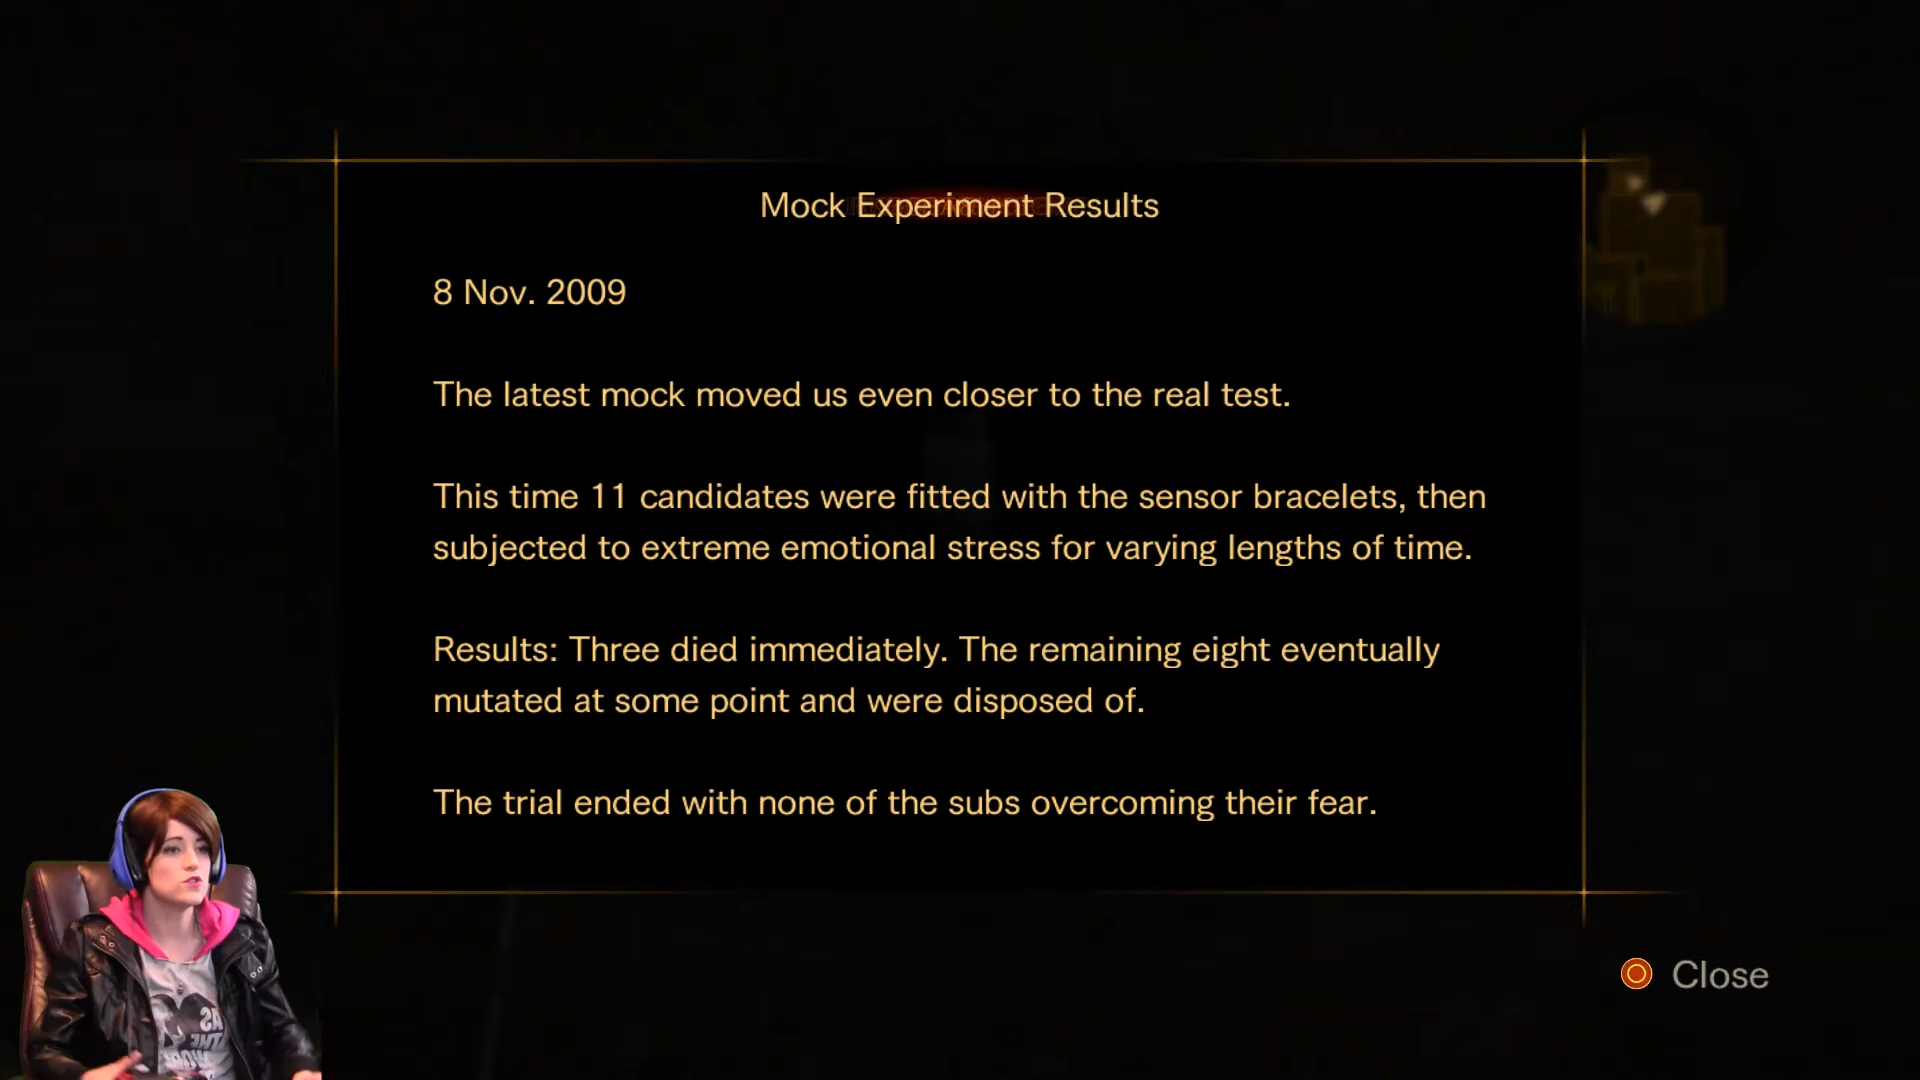 Mock Experiment Results
8 Nov. 2009
The latest mock moved us even closer to the real test.
This time 11 candidates were fitted with the sensor bracelets, then
subjected to extreme emotional stress for varying lengths of time.
Results: Three died immediately. The remaining eight eventually
mutated at some point and were disposed of.
The trial ended with none of the subs overcoming their fear.
AS
THE
Close